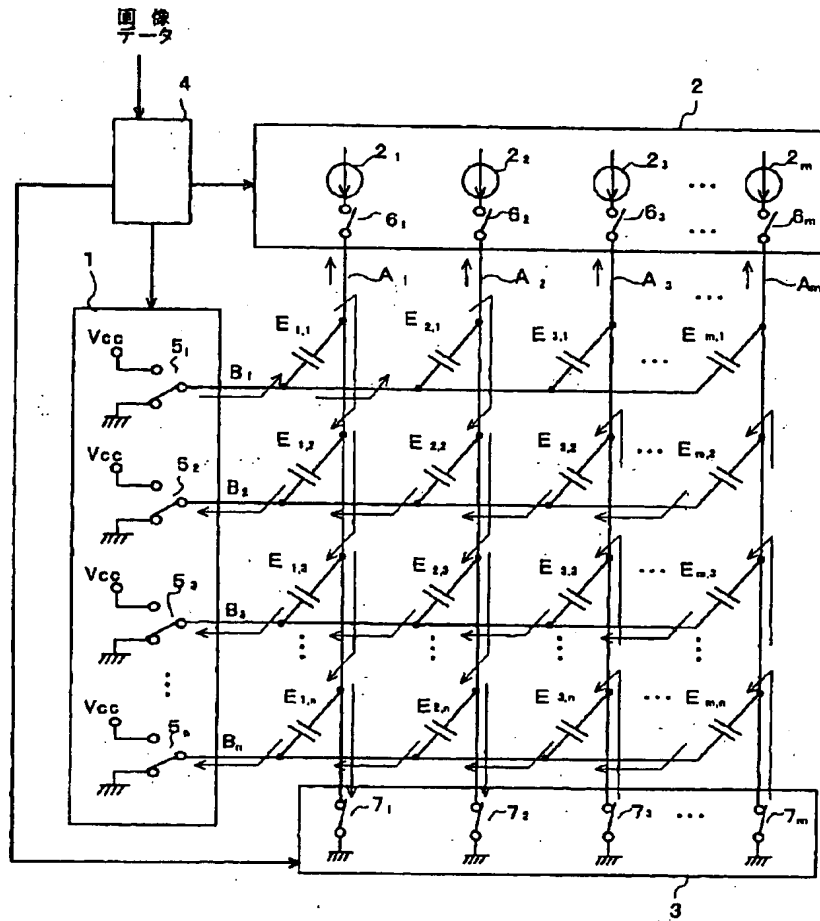 画像
データ
4
2
2₁ 2₂ 2₃ ... 2ₘ
6₁ 6₂ 6₃ ... 6ₘ
1
A₁ A₂ A₃ ... Aₘ
Vcc 5₁ B₁ E₁,₁ E₂,₁ E₃,₁ ... Eₘ,₁
Vcc 5₂ B₂ E₁,₂ E₂,₂ E₃,₂ ... Eₘ,₂
Vcc 5₃ B₃ E₁,₃ E₂,₃ E₃,₃ ... Eₘ,₃
Vcc 5ₙ Bₙ E₁,ₙ E₂,ₙ E₃,ₙ ... Eₘ,ₙ
7₁ 7₂ 7₃ ... 7ₘ
3